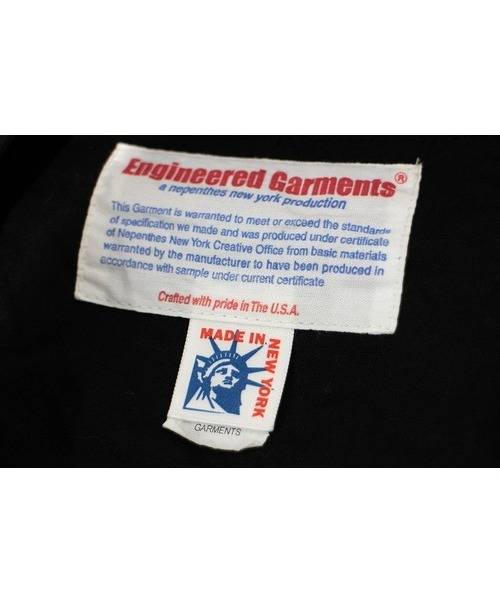 Engineered Garments®
a nepenthes new york production
This Garment is warranted to meet or exceed the standards
of specification we made and was produced under certificate
of Nepenthes New York Creative Office from basic materials
warranted by the manufacturer to have been produced in
accordance with sample under current certificate
Crafted with pride in The U.S.A.
MADE IN
NEW YORK
GARMENTS